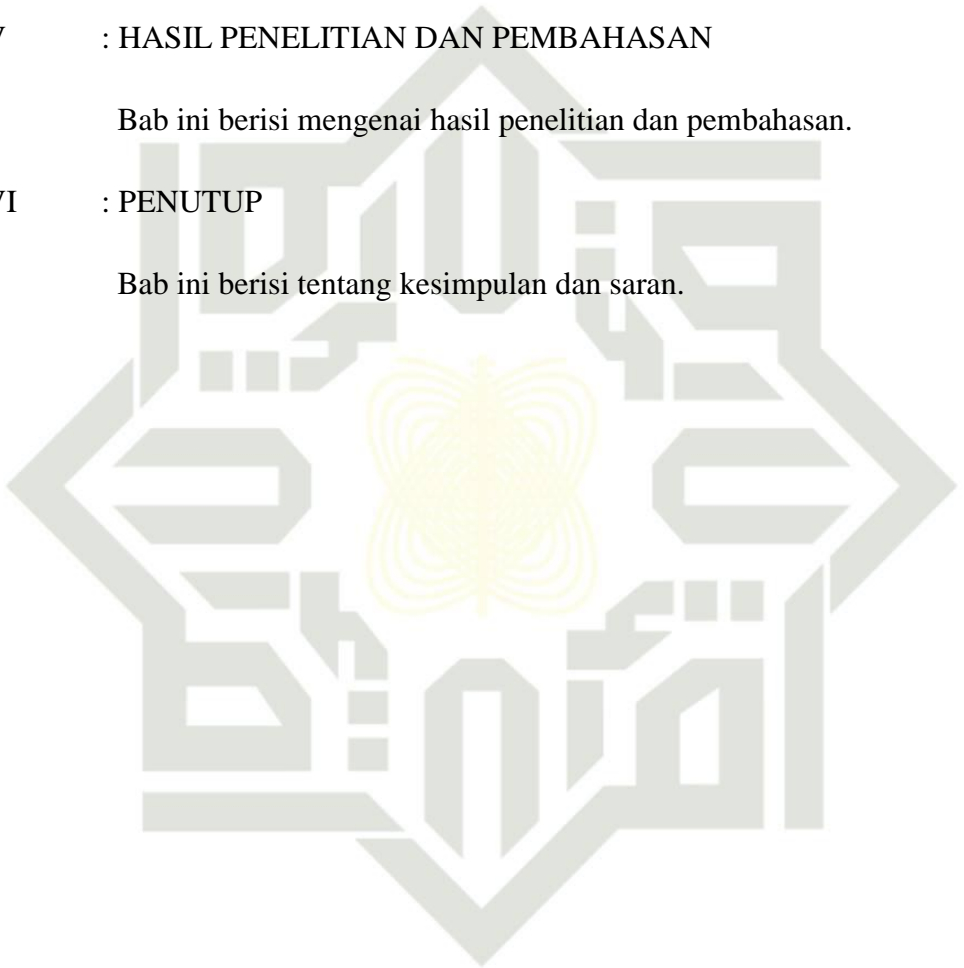 V : HASIL PENELITIAN DAN PEMBAHASAN
Bab ini berisi mengenai hasil penelitian dan pembahasan.
VI : PENUTUP
Bab ini berisi tentang kesimpulan dan saran.